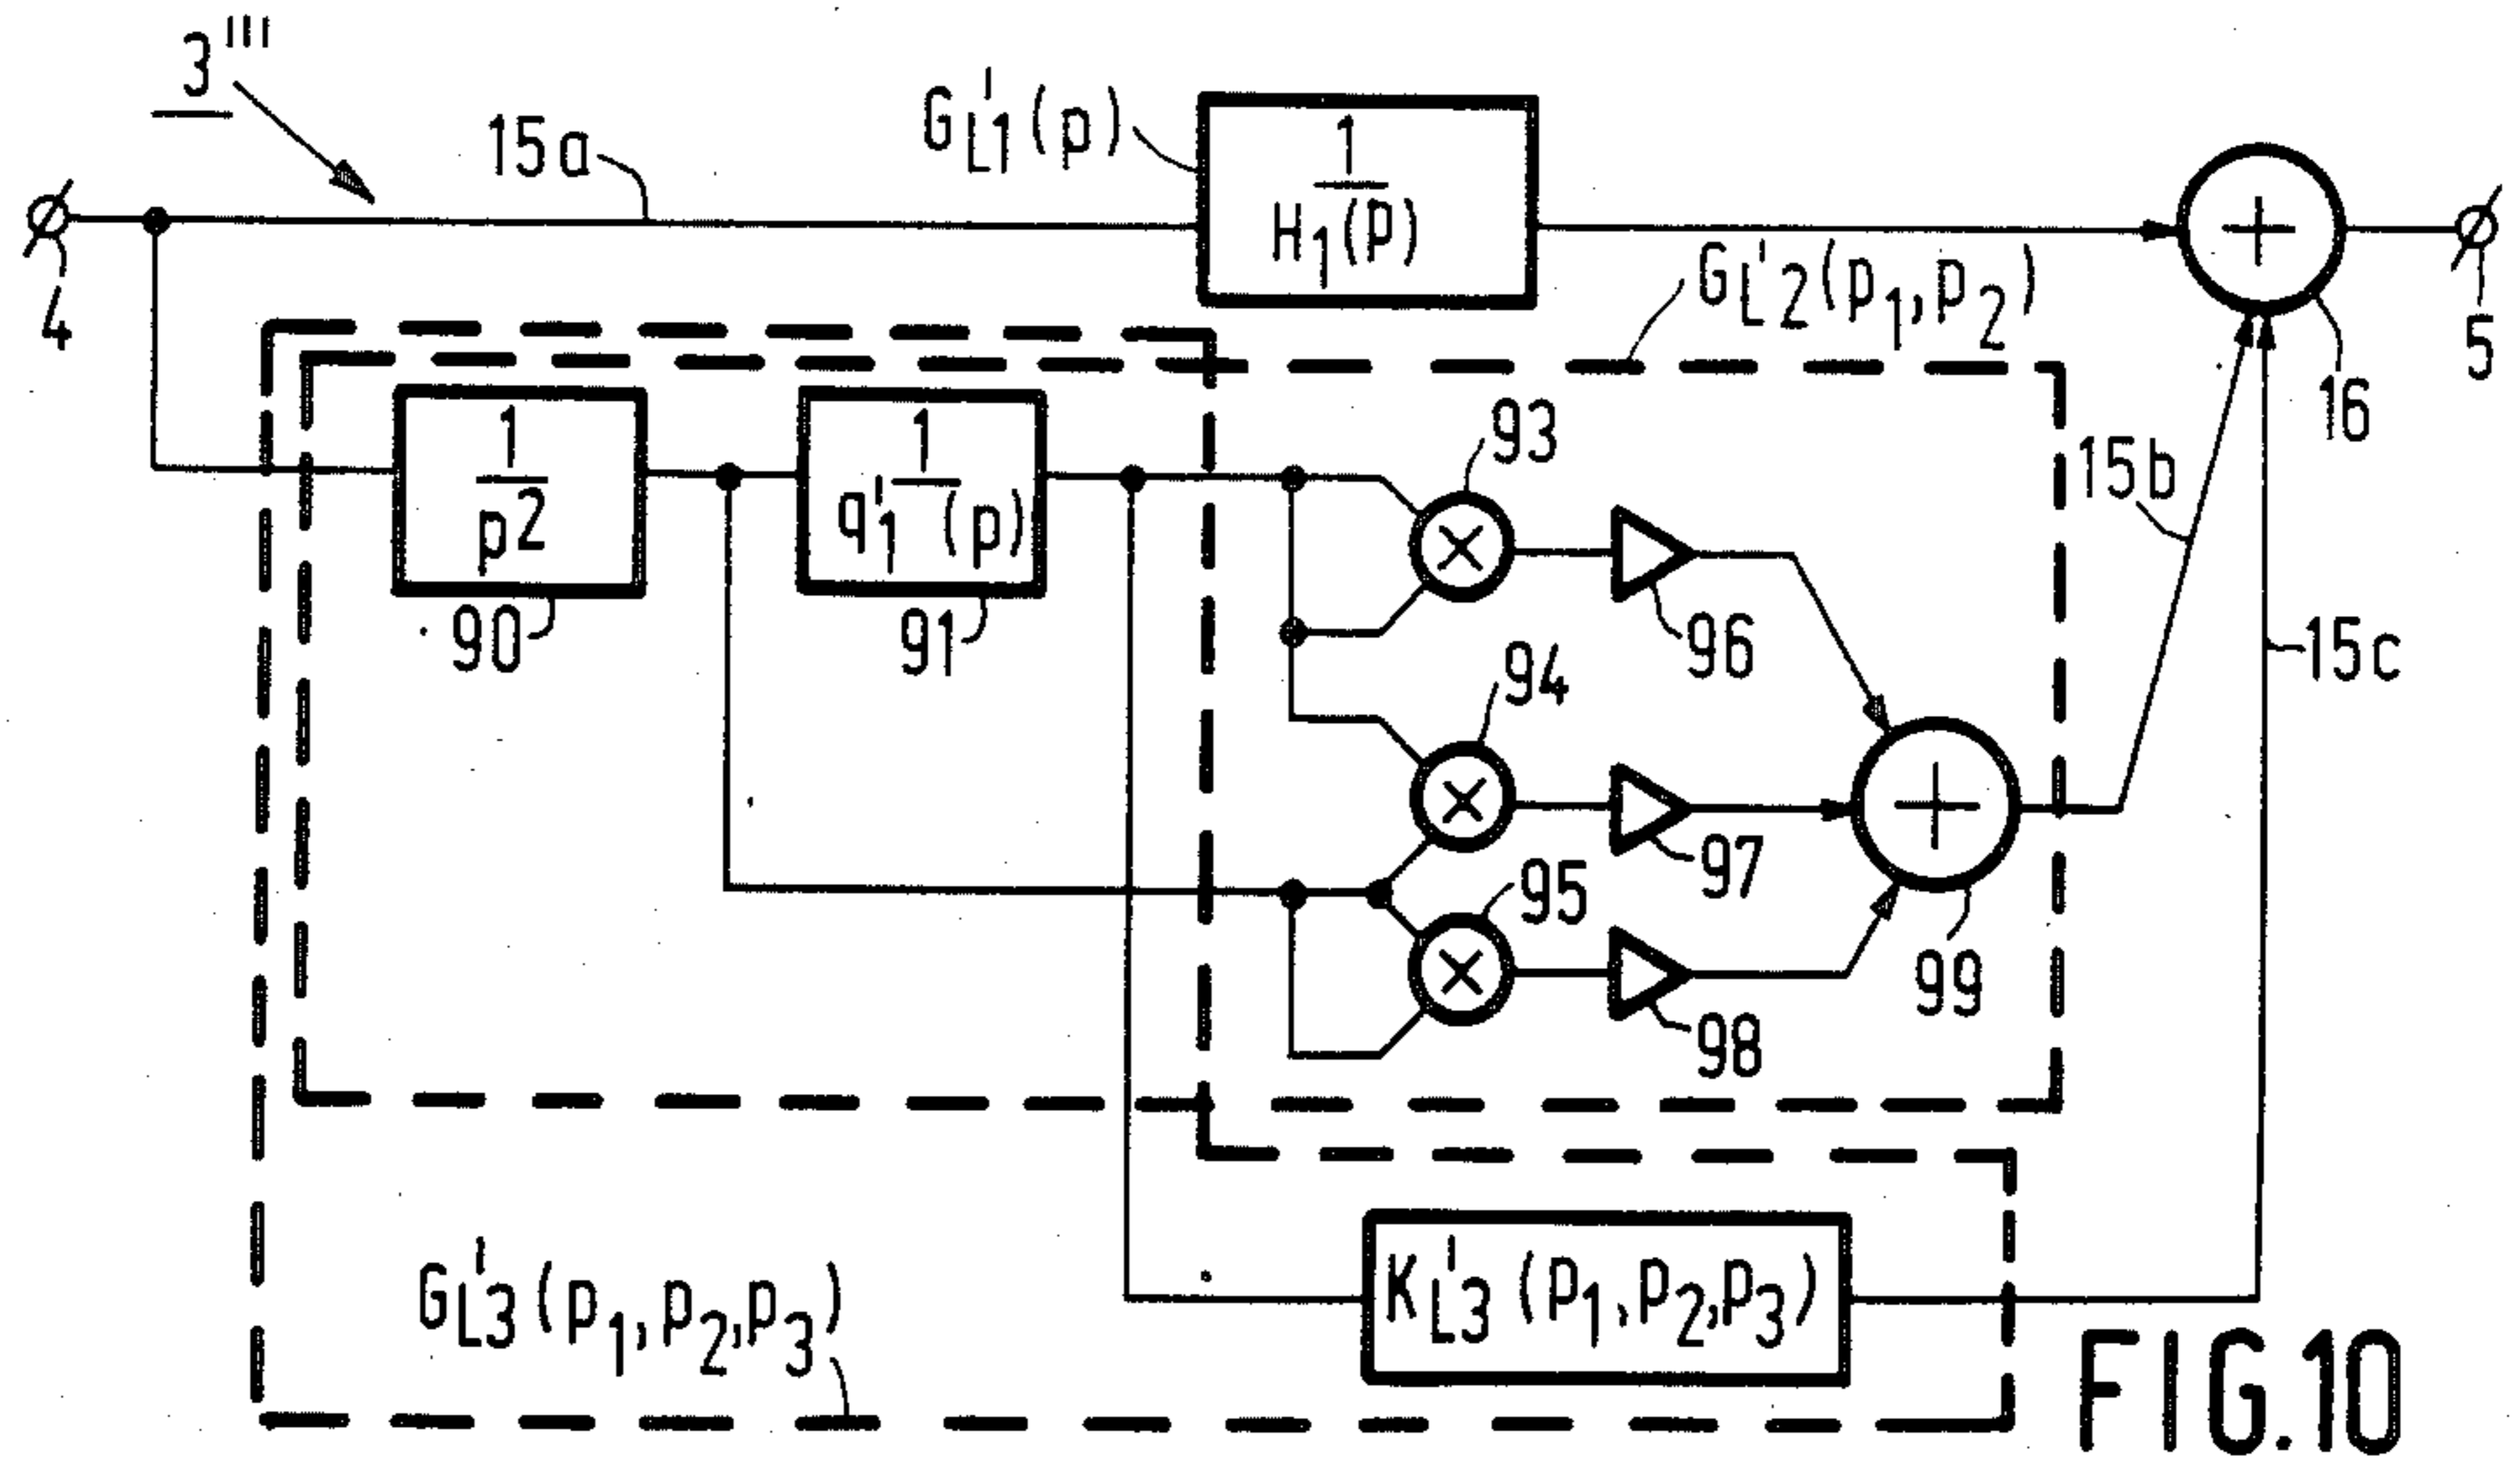 3'''
15a
G'L1(p)
1
H1(P)
+
4
5
16
G'L2(p1,p2)
1
p2
90
1
q'1(p)
91
93
×
96
15b
15c
94
×
97
+
99
95
×
98
G'L3(p1,p2,p3)
K'L3(p1,p2,p3)
FIG.10